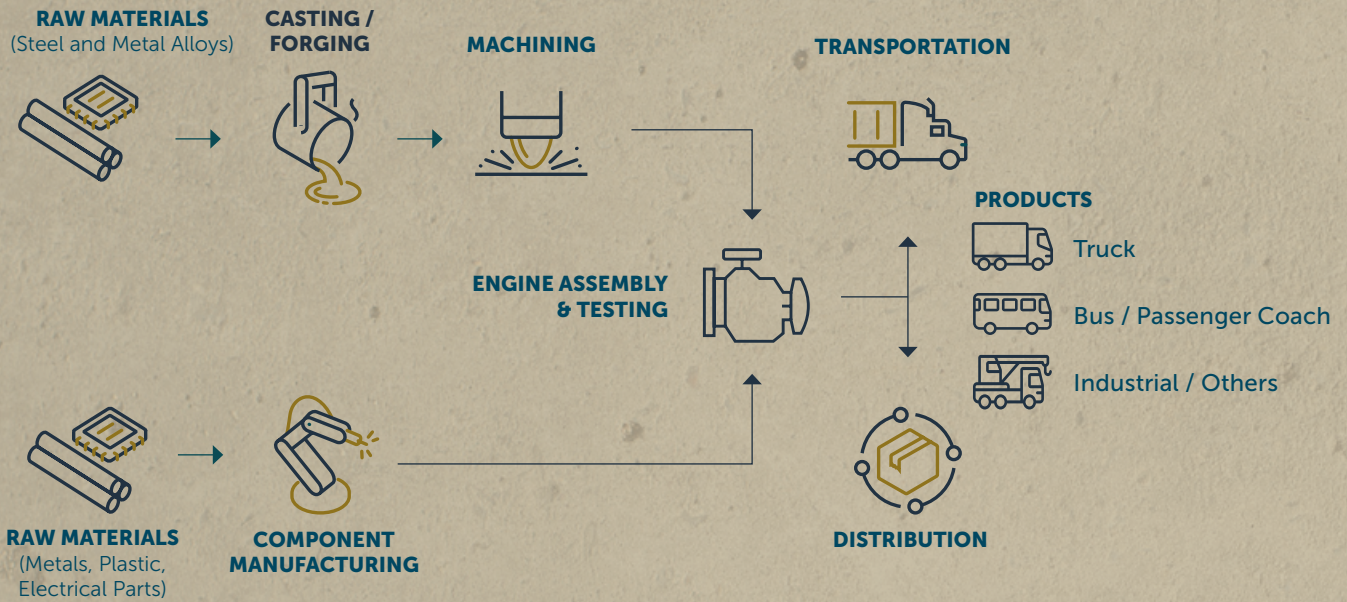 RAW MATERIALS
(Steel and Metal Alloys)
CASTING /
FORGING
MACHINING
TRANSPORTATION
PRODUCTS
Truck
Bus / Passenger Coach
Industrial / Others
ENGINE ASSEMBLY
& TESTING
RAW MATERIALS
(Metals, Plastic,
Electrical Parts)
COMPONENT
MANUFACTURING
DISTRIBUTION